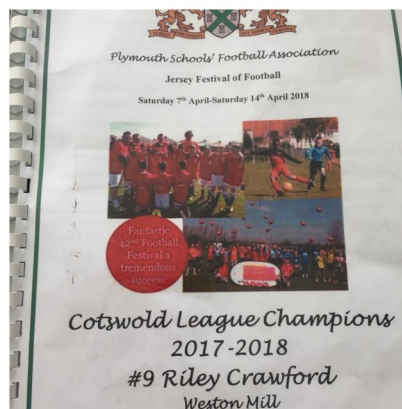 Plymouth Schools' Football Association
Jersey Festival of Football
Saturday 7th April-Saturday 14th April 2018
Fantastic
42nd Football
Festival a
tremendous
success
Cotswold League Champions
2017-2018
#9 Riley Crawford
Weston Mill